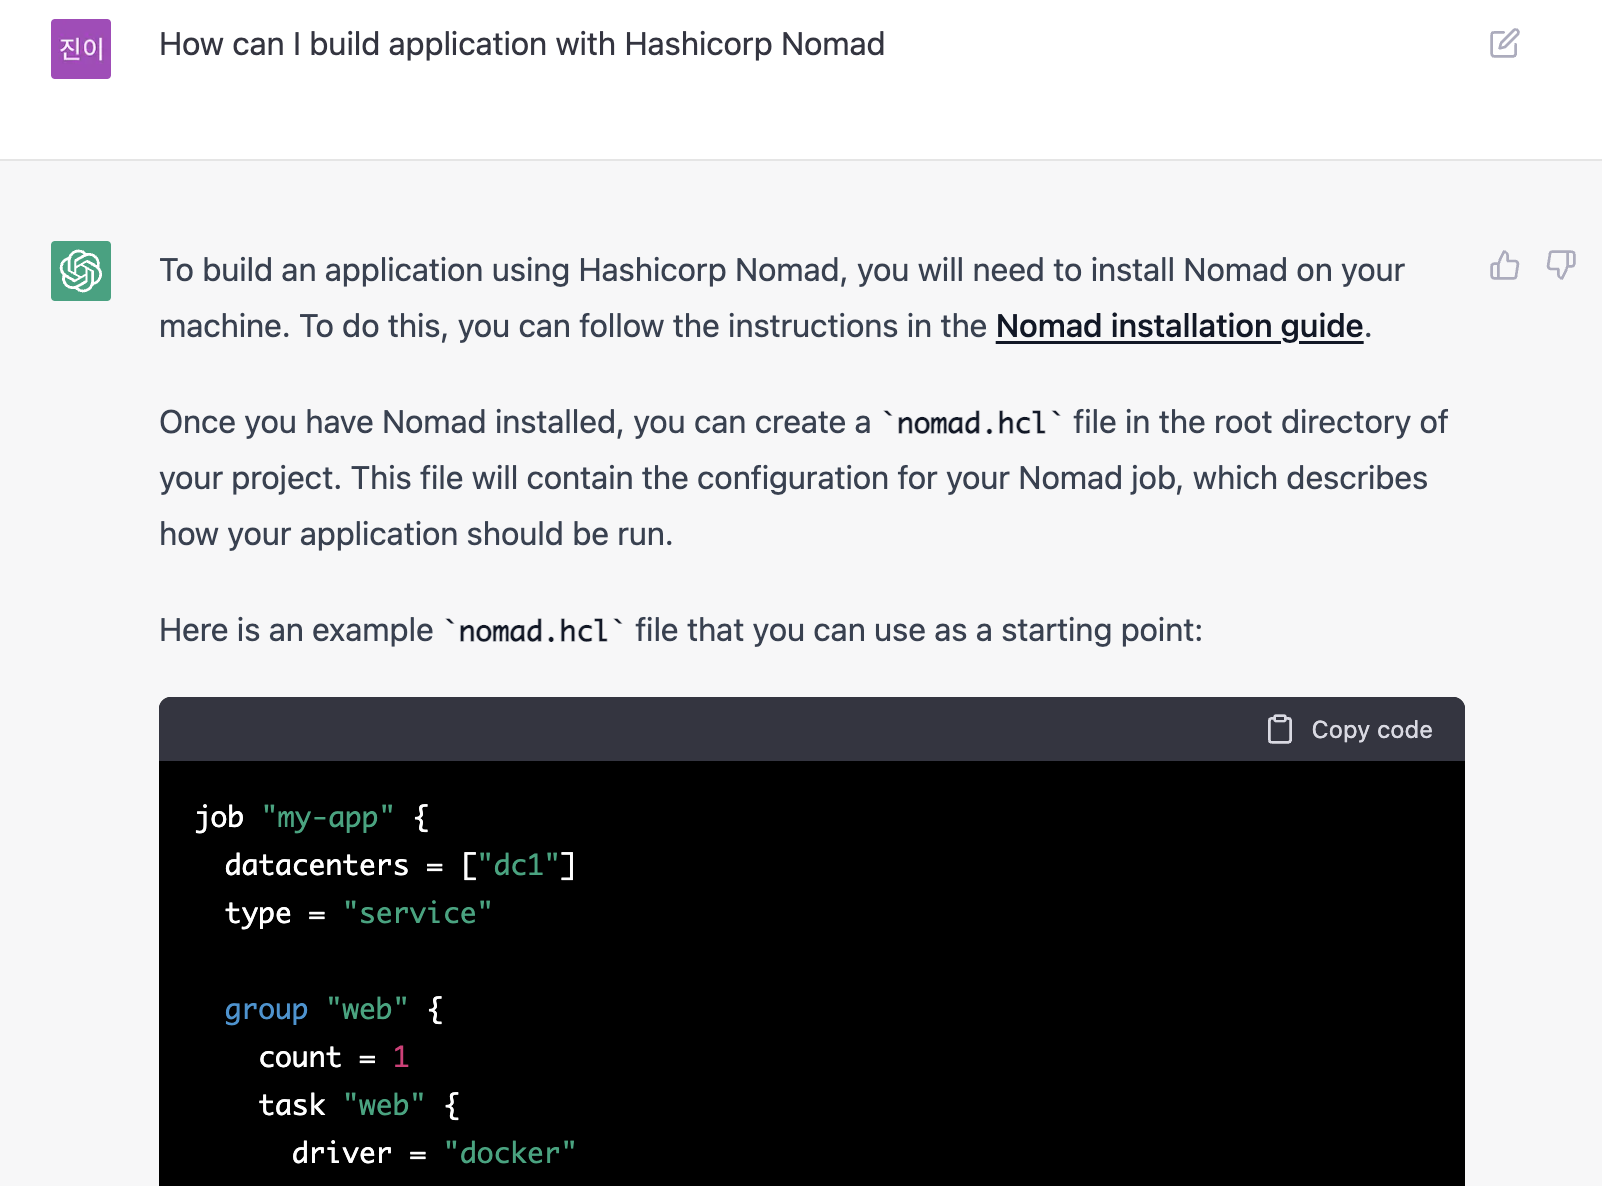 진이
How can I build application with Hashicorp Nomad
To build an application using Hashicorp Nomad, you will need to install Nomad on your
machine. To do this, you can follow the instructions in the Nomad installation guide.
Once you have Nomad installed, you can create a `nomad.hcl` file in the root directory of
your project. This file will contain the configuration for your Nomad job, which describes
how your application should be run.
Here is an example `nomad.hcl` file that you can use as a starting point:
Copy code
job "my-app" {
  datacenters = ["dc1"]
  type = "service"

  group "web" {
    count = 1
    task "web" {
      driver = "docker"